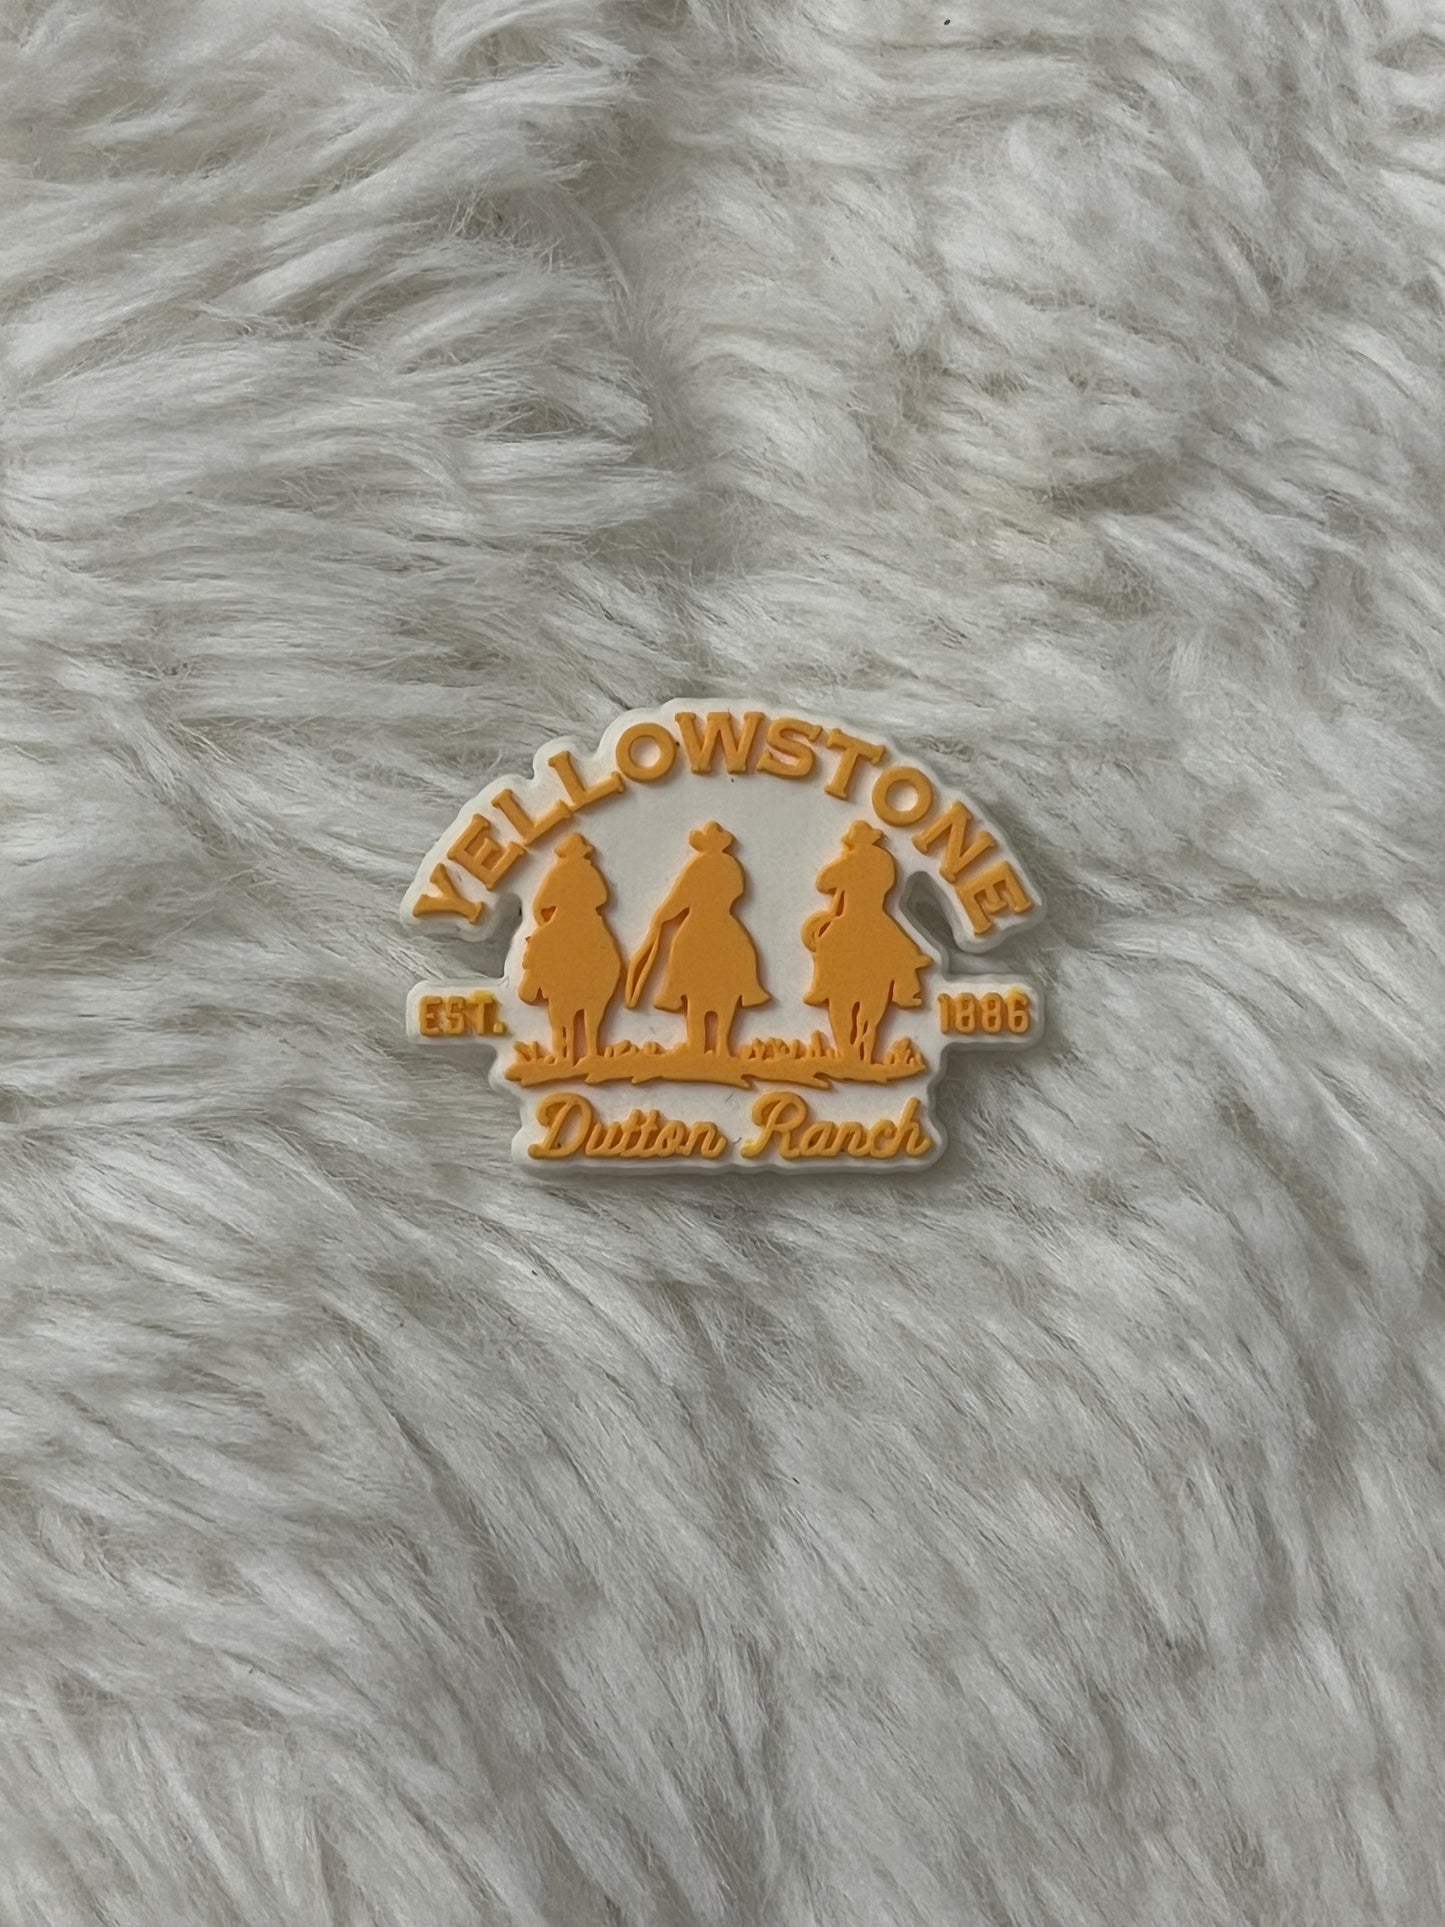 YELLOWSTONE
EST. 1886
Dutton Ranch